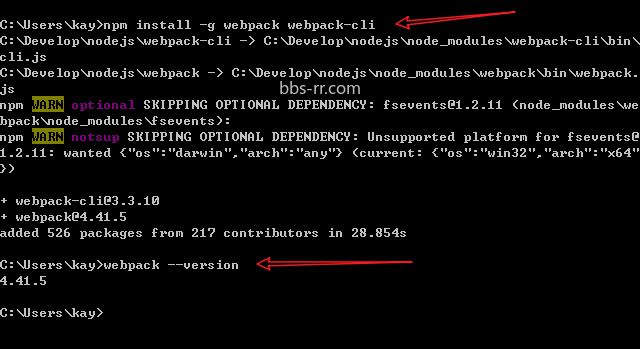 C:\Users\kay>npm install -g webpack webpack-cli
C:\Develop\nodejs\webpack-cli -> C:\Develop\nodejs\node_modules\webpack-cli\bin\
cli.js
C:\Develop\nodejs\webpack -> C:\Develop\nodejs\node_modules\webpack\bin\webpack.
js
bbs-rr.com
npm WARN optional SKIPPING OPTIONAL DEPENDENCY: fsevents@1.2.11 (node_modules\we
bpack\node_modules\fsevents):
npm WARN notsup SKIPPING OPTIONAL DEPENDENCY: Unsupported platform for fsevents@
1.2.11: wanted {"os":"darwin","arch":"any"} (current: {"os":"win32","arch":"x64"
})
+ webpack-cli@3.3.10
+ webpack@4.41.5
added 526 packages from 217 contributors in 28.854s
C:\Users\kay>webpack --version
4.41.5
C:\Users\kay>